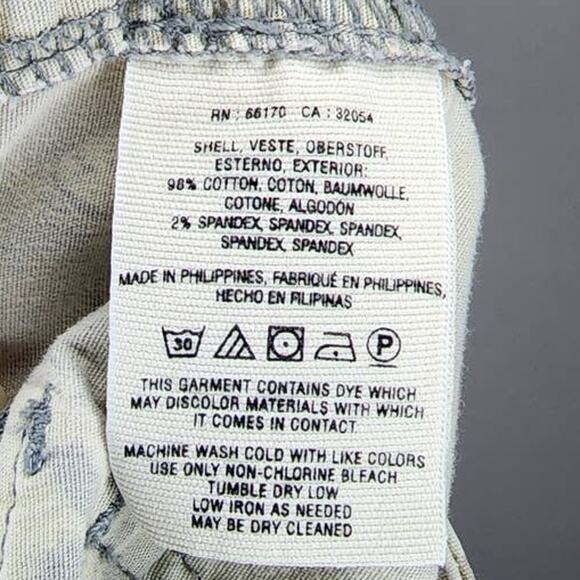 RN : 66170 CA : 32054
SHELL, VESTE, OBERSTOFF,
ESTERNO, EXTERIOR:
98% COTTON, COTON, BAUMWOLLE,
COTONE, ALGODÓN
2% SPANDEX, SPANDEX, SPANDEX,
SPANDEX, SPANDEX
MADE IN PHILIPPINES, FABRIQUÉ EN PHILIPPINES,
HECHO EN FILIPINAS
30 P
THIS GARMENT CONTAINS DYE WHICH
MAY DISCOLOR MATERIALS WITH WHICH
IT COMES IN CONTACT
MACHINE WASH COLD WITH LIKE COLORS
USE ONLY NON-CHLORINE BLEACH
TUMBLE DRY LOW
LOW IRON AS NEEDED
MAY BE DRY CLEANED